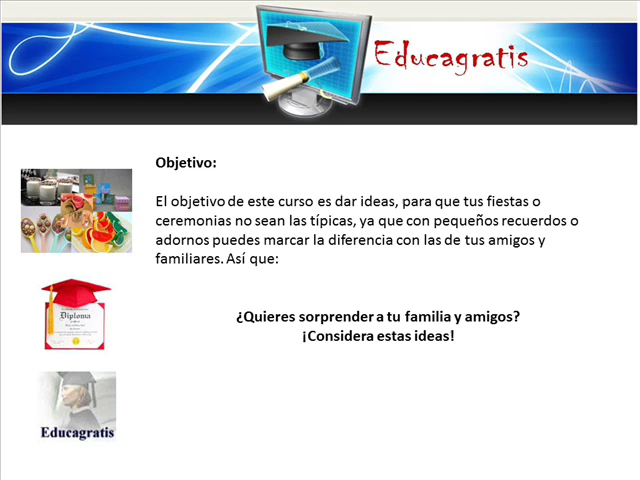 Educagratis
Objetivo:
El objetivo de este curso es dar ideas, para que tus fiestas o
ceremonias no sean las típicas, ya que con pequeños recuerdos o
adornos puedes marcar la diferencia con las de tus amigos y
familiares. Así que:
¿Quieres sorprender a tu familia y amigos?
¡Considera estas ideas!
Diploma
Educagratis